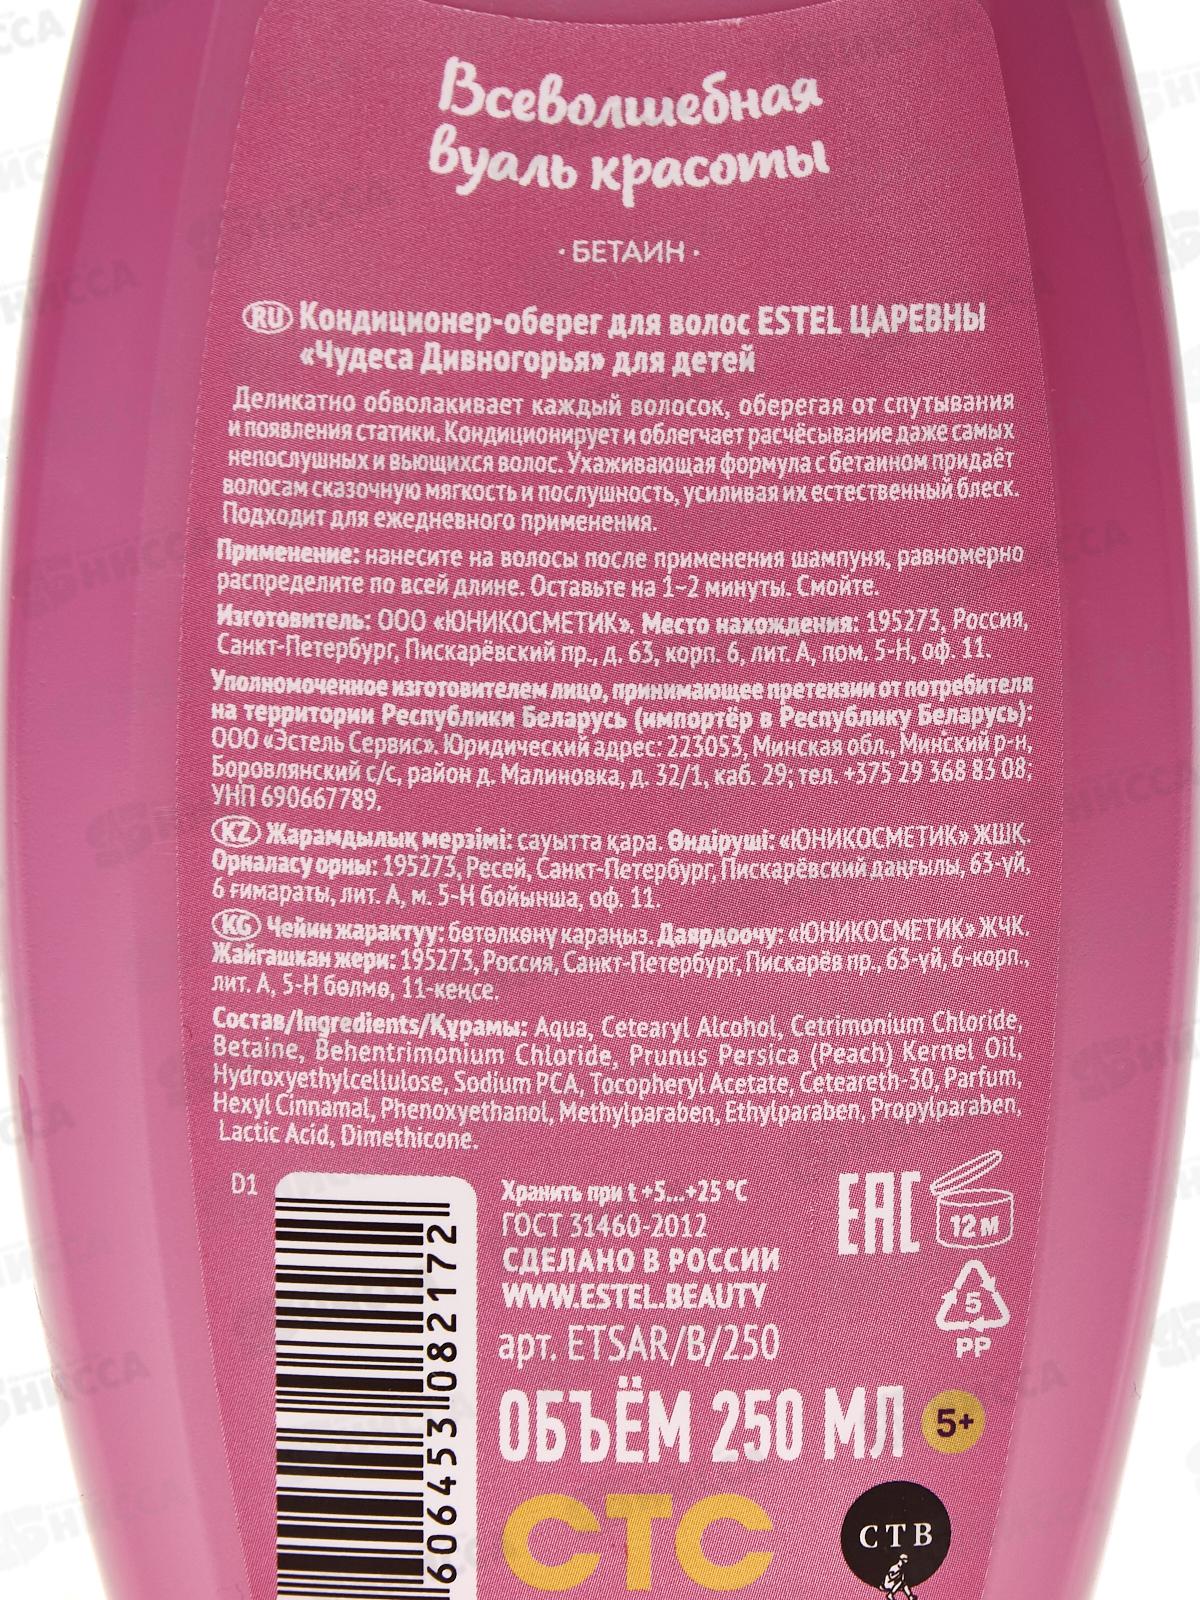 Всеволшебная
вуаль красоты
·БЕТАИН·
RU Кондиционер-оберег для волос ESTEL ЦАРЕВНЫ
«Чудеса Дивногорья» для детей
Деликатно обволакивает каждый волосок, оберегая от спутывания
и появления статики. Кондиционирует и облегчает расчёсывание даже самых
непослушных и вьющихся волос. Ухаживающая формула с бетаином придаёт
волосам сказочную мягкость и послушность, усиливая их естественный блеск.
Подходит для ежедневного применения.
Применение: нанесите на волосы после применения шампуня, равномерно
распределите по всей длине. Оставьте на 1-2 минуты. Смойте.
Изготовитель: ООО «ЮНИКОСМЕТИК». Место нахождения: 195273, Россия,
Санкт-Петербург, Пискарёвский пр., д. 63, корп. 6, лит. А, пом. 5-Н, оф. 11.
Уполномоченное изготовителем лицо, принимающее претензии от потребителя
на территории Республики Беларусь (импортёр в Республику Беларусь):
ООО «Эстель Сервис». Юридический адрес: 223053, Минская обл., Минский р-н,
Боровлянский с/с, район д. Малиновка, д. 32/1, каб. 29; тел. +375 29 368 83 08;
УНП 690667789.
KZ Жарамдылық мерзімі: сауытта қара. Өндіруші: «ЮНИКОСМЕТИК» ЖШК.
Орналасу орны: 195273, Ресей, Санкт-Петербург, Пискарёвский даңғылы, 63-үй,
6 ғимараты, лит. А, м. 5-Н бойынша, оф. 11.
KG Чейин жарактуу: бөтөлкөнү караңыз. Даярдоочу: «ЮНИКОСМЕТИК» ЖЧК.
Жайгашкан жери: 195273, Россия, Санкт-Петербург, Пискарёв пр., 63-үй, 6-корп.,
лит. А, 5-Н бөлмө, 11-кеңсе.
Состав/Ingredients/Құрамы: Aqua, Cetearyl Alcohol, Cetrimonium Chloride,
Betaine, Behentrimonium Chloride, Prunus Persica (Peach) Kernel Oil,
Hydroxyethylcellulose, Sodium PCA, Tocopheryl Acetate, Ceteareth-30, Parfum,
Hexyl Cinnamal, Phenoxyethanol, Methylparaben, Ethylparaben, Propylparaben,
Lactic Acid, Dimethicone.
D1
Хранить при t +5...+25 °C
ГОСТ 31460-2012
СДЕЛАНО В РОССИИ
WWW.ESTEL.BEAUTY
арт. ETSAR/B/250
ЕАС
12 м
5
PP
ОБЪЁМ 250 МЛ
5+
СТС
СТВ
606453 082172